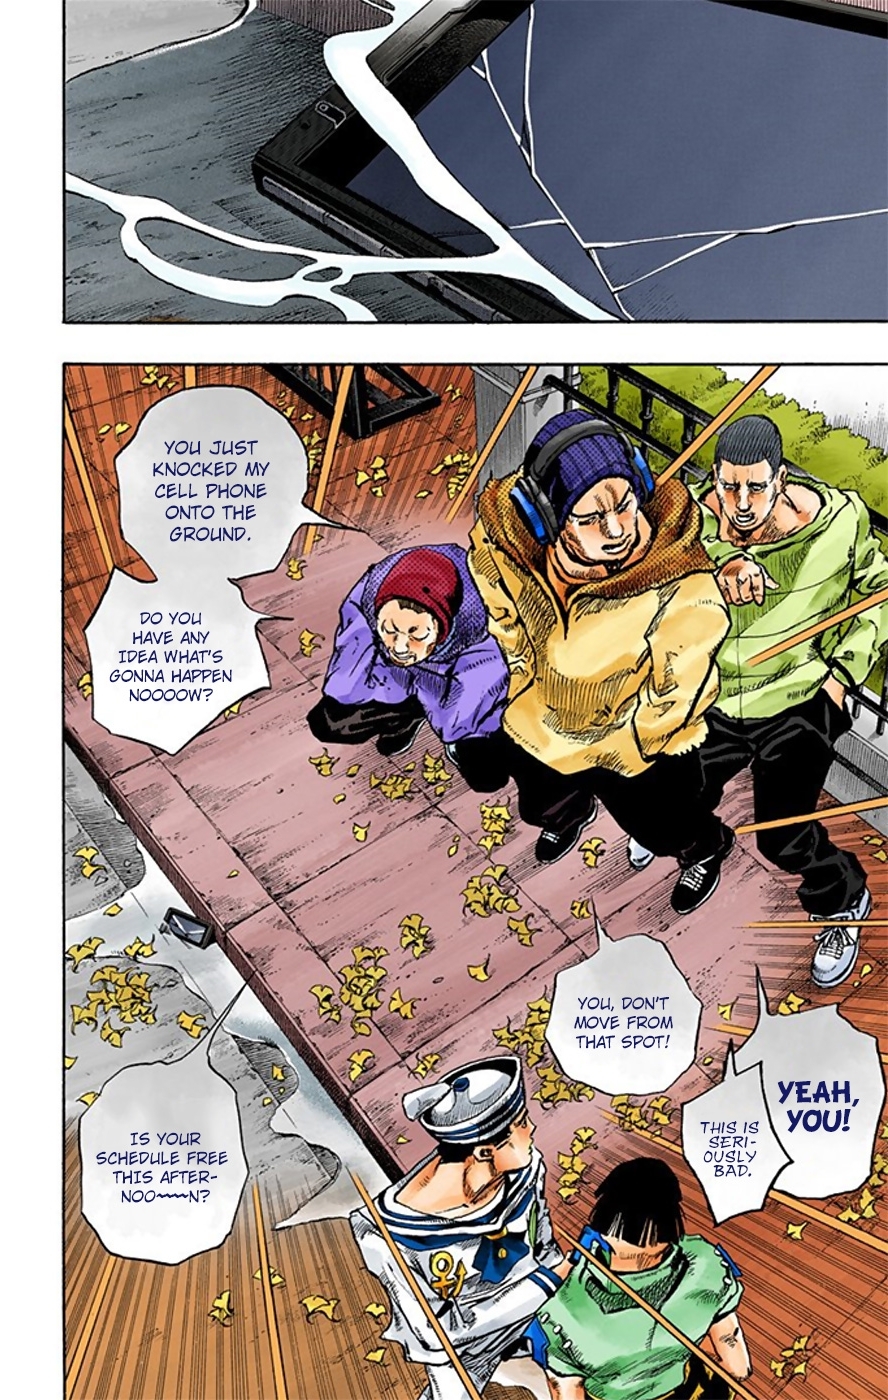 YOU JUST
KNOCKED MY
CELL PHONE
ONTO THE
GROUND.
DO YOU
HAVE ANY
IDEA WHAT'S
GONNA HAPPEN
NOOOOW?
YOU, DON'T
MOVE FROM
THAT SPOT!
YEAH,
YOU!
THIS IS
SERI-
OUSLY
BAD.
IS YOUR
SCHEDULE FREE
THIS AFTER-
NOO~~~N?